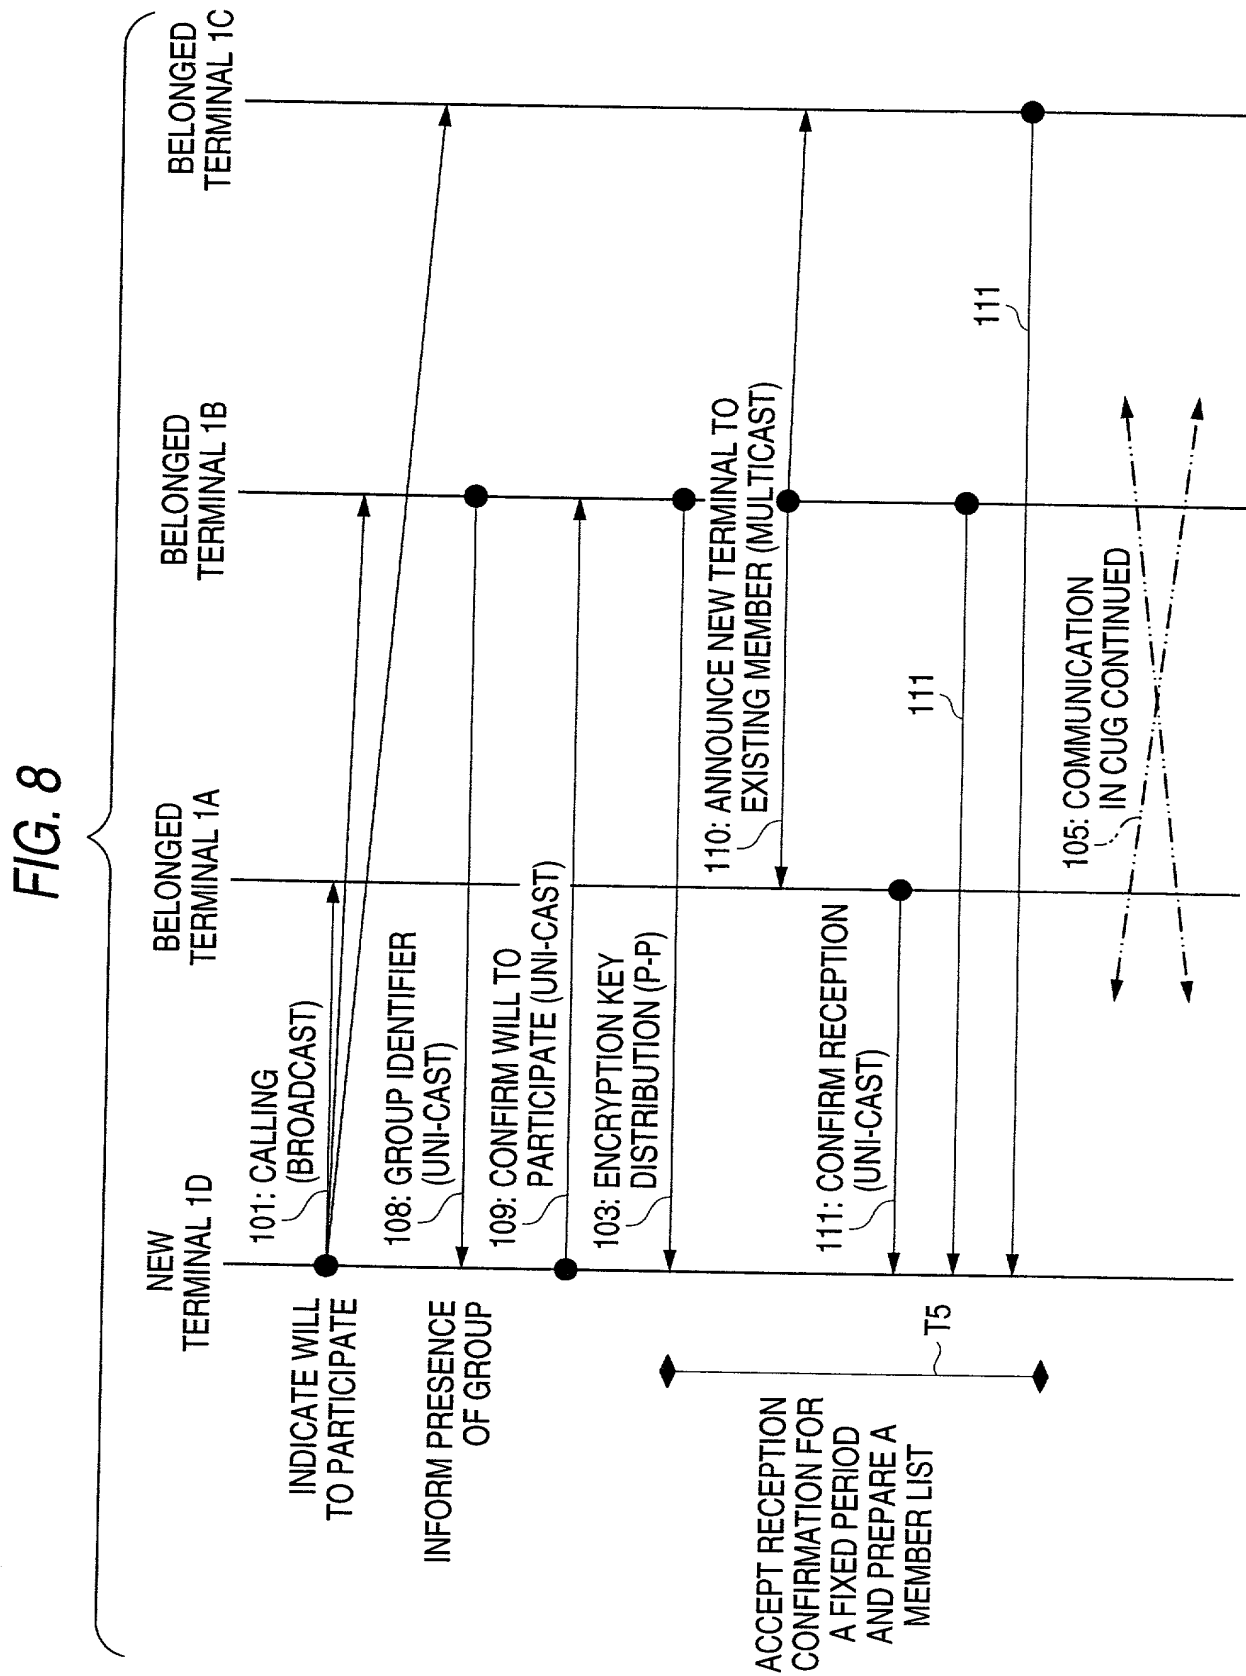 FIG. 8
NEW
TERMINAL 1D
BELONGED
TERMINAL 1A
BELONGED
TERMINAL 1B
BELONGED
TERMINAL 1C
INDICATE WILL
TO PARTICIPATE
101: CALLING
(BROADCAST)
INFORM PRESENCE
OF GROUP
108: GROUP IDENTIFIER
(UNI-CAST)
109: CONFIRM WILL TO
PARTICIPATE (UNI-CAST)
103: ENCRYPTION KEY
DISTRIBUTION (P-P)
110: ANNOUNCE NEW TERMINAL TO
EXISTING MEMBER (MULTICAST)
ACCEPT RECEPTION
CONFIRMATION FOR
A FIXED PERIOD
AND PREPARE A
MEMBER LIST
T5
111: CONFIRM RECEPTION
(UNI-CAST)
111
111
105: COMMUNICATION
IN CUG CONTINUED